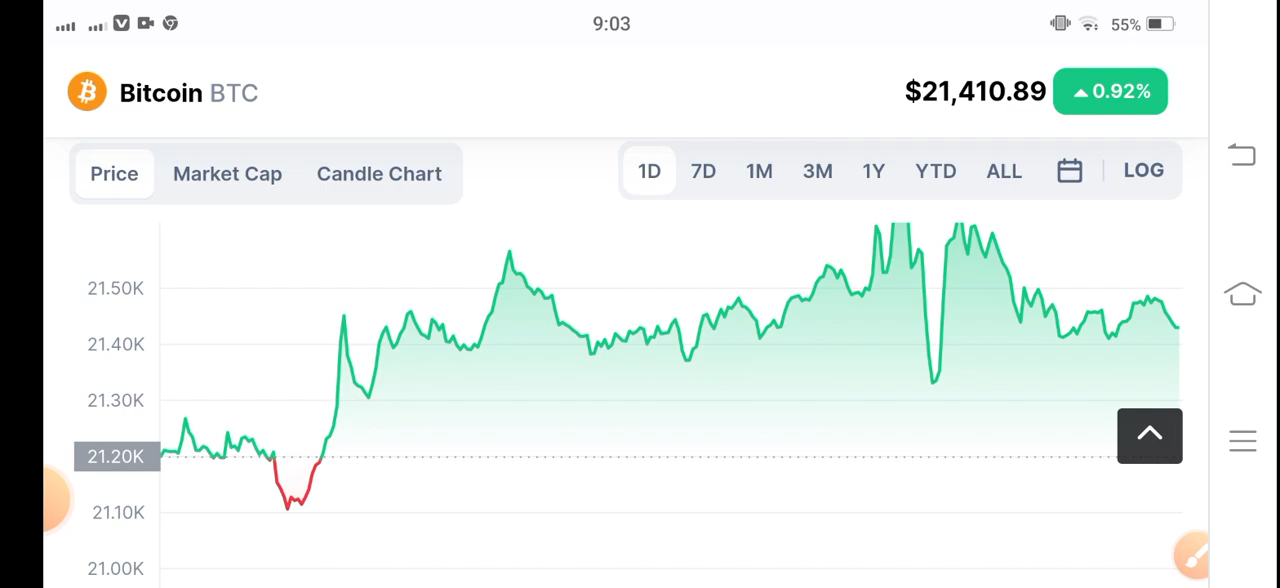 9:03
55%
Bitcoin BTC
$21,410.89
0.92%
Price Market Cap Candle Chart
1D 7D 1M 3M 1Y YTD ALL LOG
21.50K
21.40K
21.30K
21.20K
21.10K
21.00K